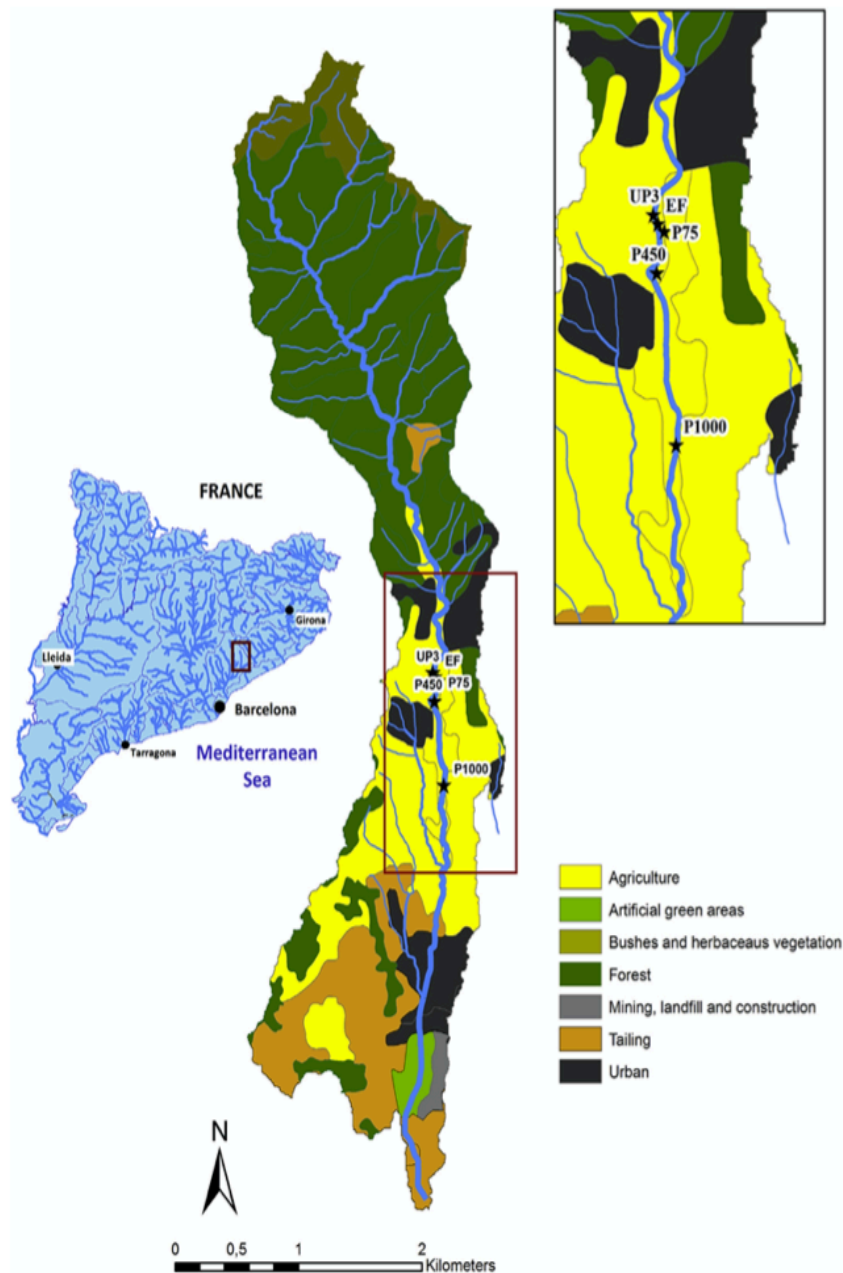 UP3
EF
P75
P450
P1000
FRANCE
Girona
Lleida
Barcelona
Tarragona
Mediterranean
Sea
UP3
EF
P450
P75
P1000
Agriculture
Artificial green areas
Bushes and herbaceaus vegetation
Forest
Mining, landfill and construction
Tailing
Urban
N
0
0,5
1
2
Kilometers